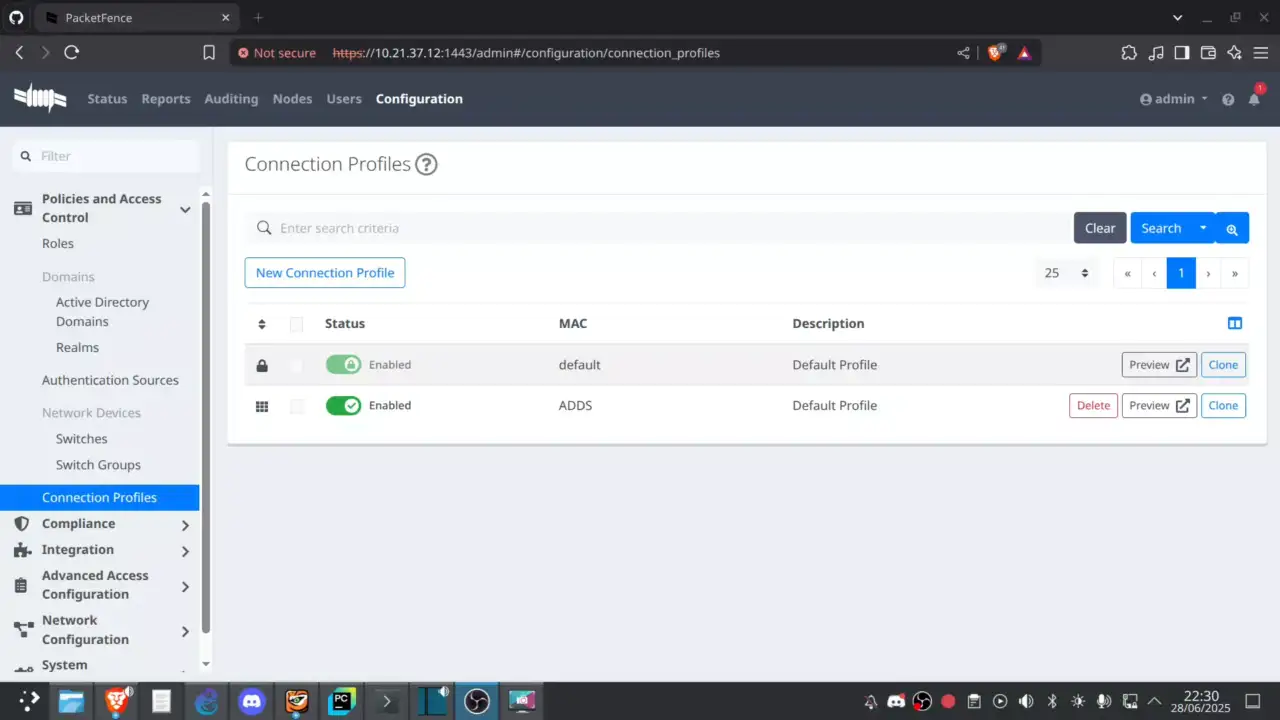 PacketFence
Not secure https://10.21.37.12:1443/admin#/configuration/connection_profiles
Status Reports Auditing Nodes Users Configuration admin 1
Filter
Policies and Access
Control
Roles
Domains
Active Directory
Domains
Realms
Authentication Sources
Network Devices
Switches
Switch Groups
Connection Profiles
Compliance
Integration
Advanced Access
Configuration
Network
Configuration
System
Connection Profiles ?
Enter search criteria Clear Search
New Connection Profile 25 « ‹ 1 › »
Status MAC Description
Enabled default Default Profile Preview Clone
Enabled ADDS Default Profile Delete Preview Clone
PC
22:30
28/06/2025